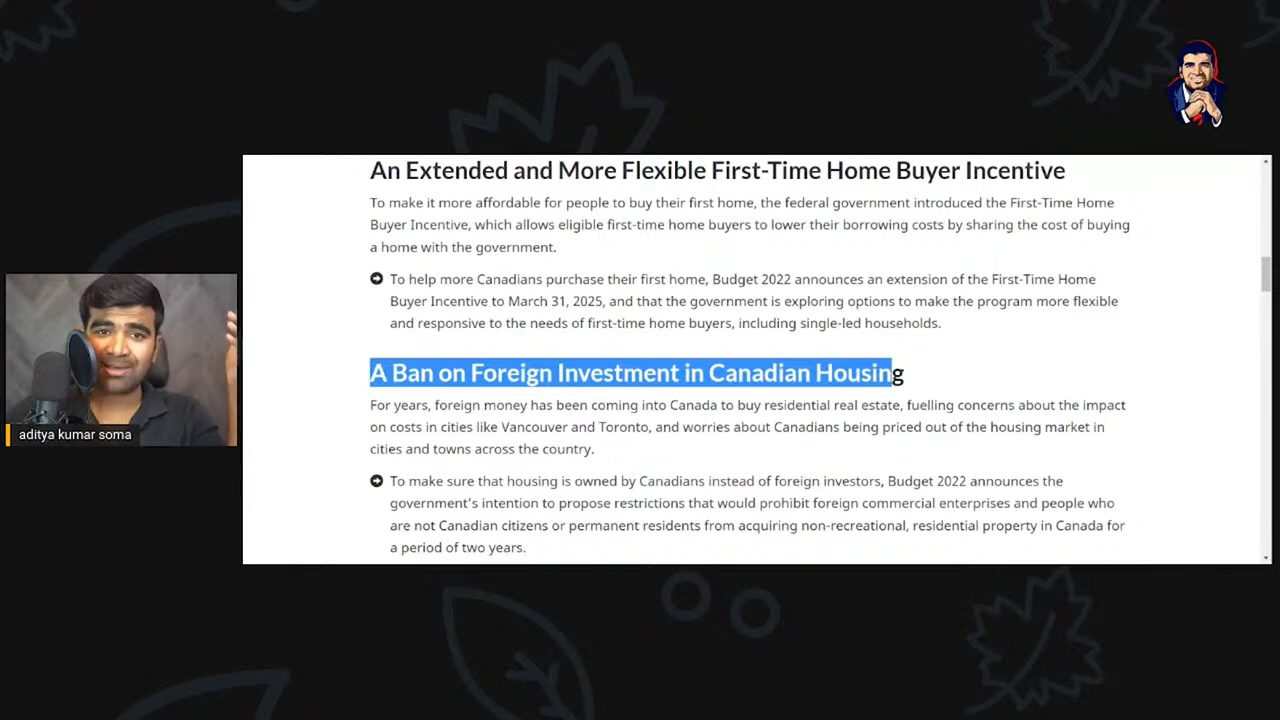 An Extended and More Flexible First-Time Home Buyer Incentive
To make it more affordable for people to buy their first home, the federal government introduced the First-Time Home
Buyer Incentive, which allows eligible first-time home buyers to lower their borrowing costs by sharing the cost of buying
a home with the government.
To help more Canadians purchase their first home, Budget 2022 announces an extension of the First-Time Home
Buyer Incentive to March 31, 2025, and that the government is exploring options to make the program more flexible
and responsive to the needs of first-time home buyers, including single-led households.
A Ban on Foreign Investment in Canadian Housing
For years, foreign money has been coming into Canada to buy residential real estate, fuelling concerns about the impact
on costs in cities like Vancouver and Toronto, and worries about Canadians being priced out of the housing market in
cities and towns across the country.
To make sure that housing is owned by Canadians instead of foreign investors, Budget 2022 announces the
government's intention to propose restrictions that would prohibit foreign commercial enterprises and people who
are not Canadian citizens or permanent residents from acquiring non-recreational, residential property in Canada for
a period of two years.
aditya kumar soma